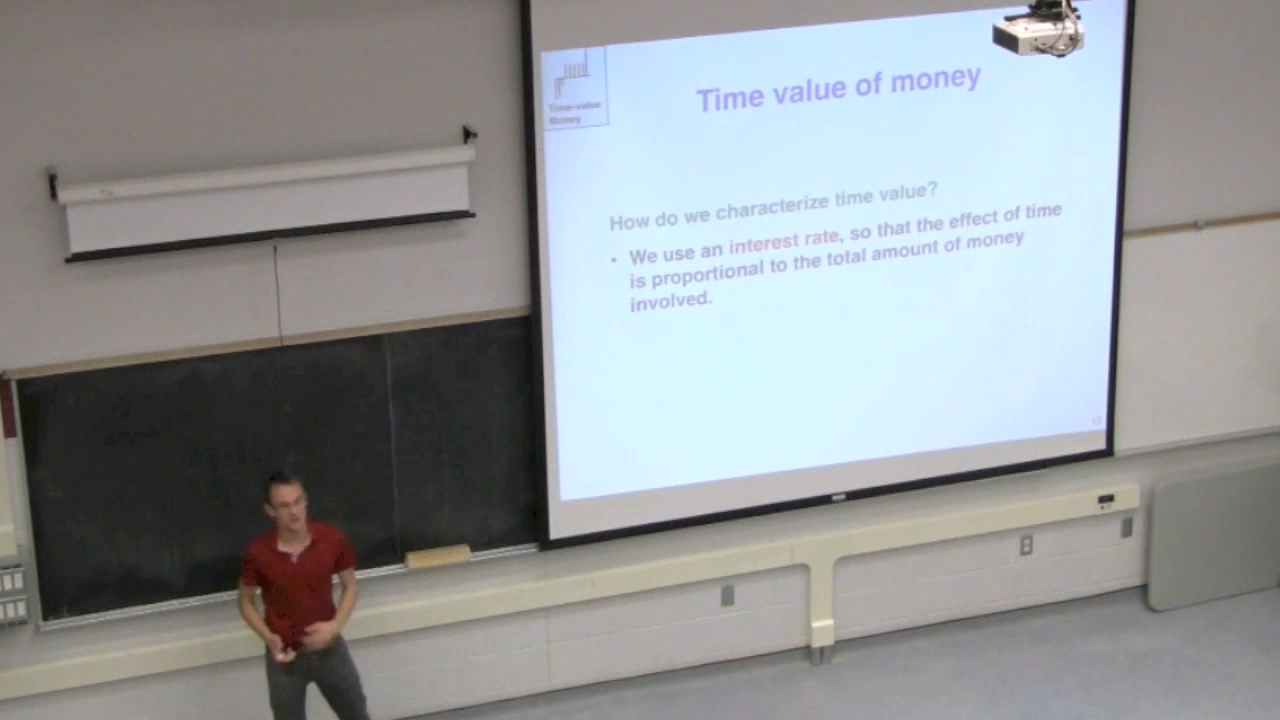 Time-value
Money
Time value of money
How do we characterize time value?
• We use an interest rate, so that the effect of time
is proportional to the total amount of money
involved.